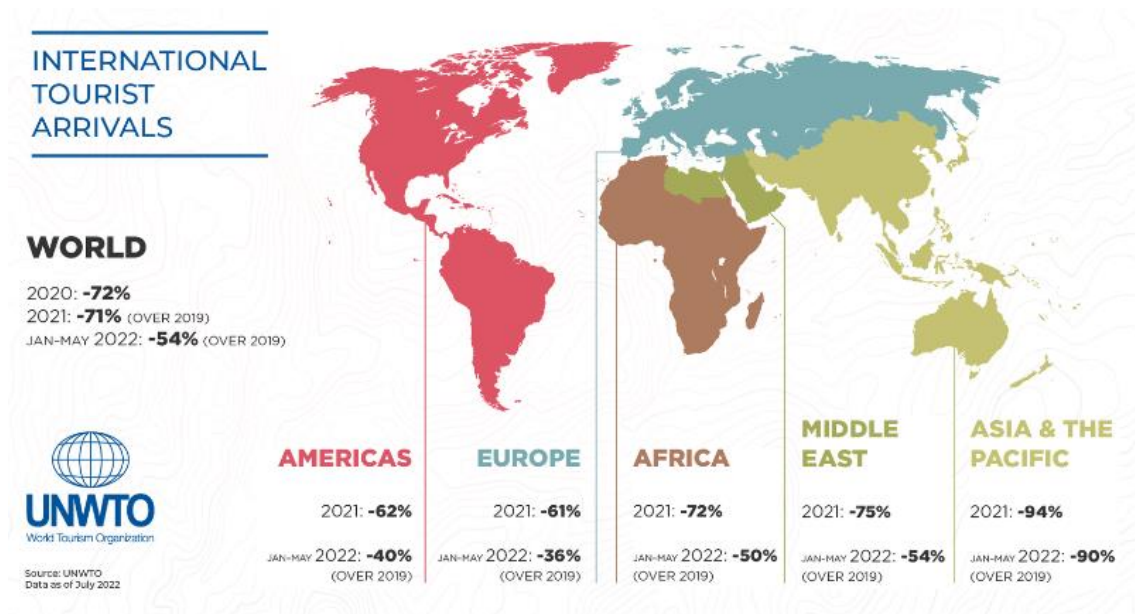 INTERNATIONAL
TOURIST
ARRIVALS
WORLD
2020: -72%
2021: -71% (OVER 2019)
JAN-MAY 2022: -54% (OVER 2019)
UNWTO
World Tourism Organization
Source: UNWTO
Data as of July 2022
AMERICAS
2021: -62%
JAN-MAY 2022: -40%
(OVER 2019)
EUROPE
2021: -61%
JAN-MAY 2022: -36%
(OVER 2019)
AFRICA
2021: -72%
JAN-MAY 2022: -50%
(OVER 2019)
MIDDLE
EAST
2021: -75%
JAN-MAY 2022: -54%
(OVER 2019)
ASIA & THE
PACIFIC
2021: -94%
JAN-MAY 2022: -90%
(OVER 2019)